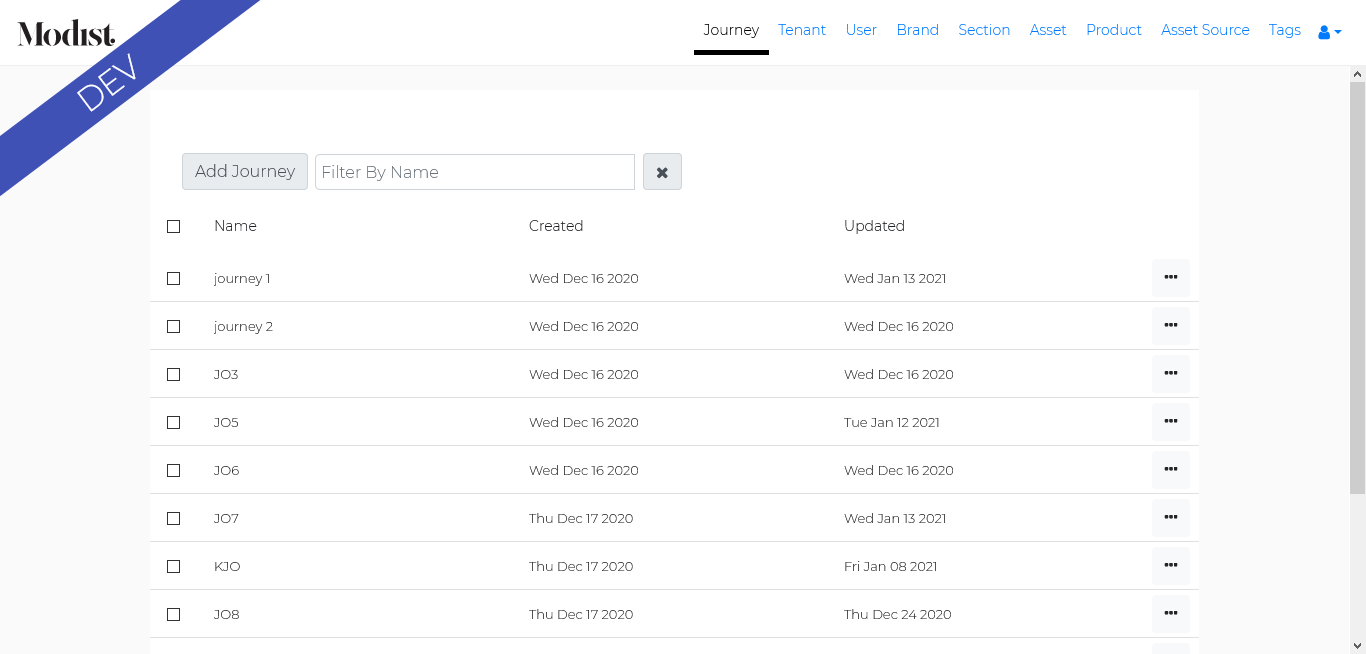 Modist.
DEV
Journey Tenant User Brand Section Asset Product Asset Source Tags
Add Journey Filter By Name
Name Created Updated
journey 1 Wed Dec 16 2020 Wed Jan 13 2021
journey 2 Wed Dec 16 2020 Wed Dec 16 2020
JO3 Wed Dec 16 2020 Wed Dec 16 2020
JO5 Wed Dec 16 2020 Tue Jan 12 2021
JO6 Wed Dec 16 2020 Wed Dec 16 2020
JO7 Thu Dec 17 2020 Wed Jan 13 2021
KJO Thu Dec 17 2020 Fri Jan 08 2021
JO8 Thu Dec 17 2020 Thu Dec 24 2020